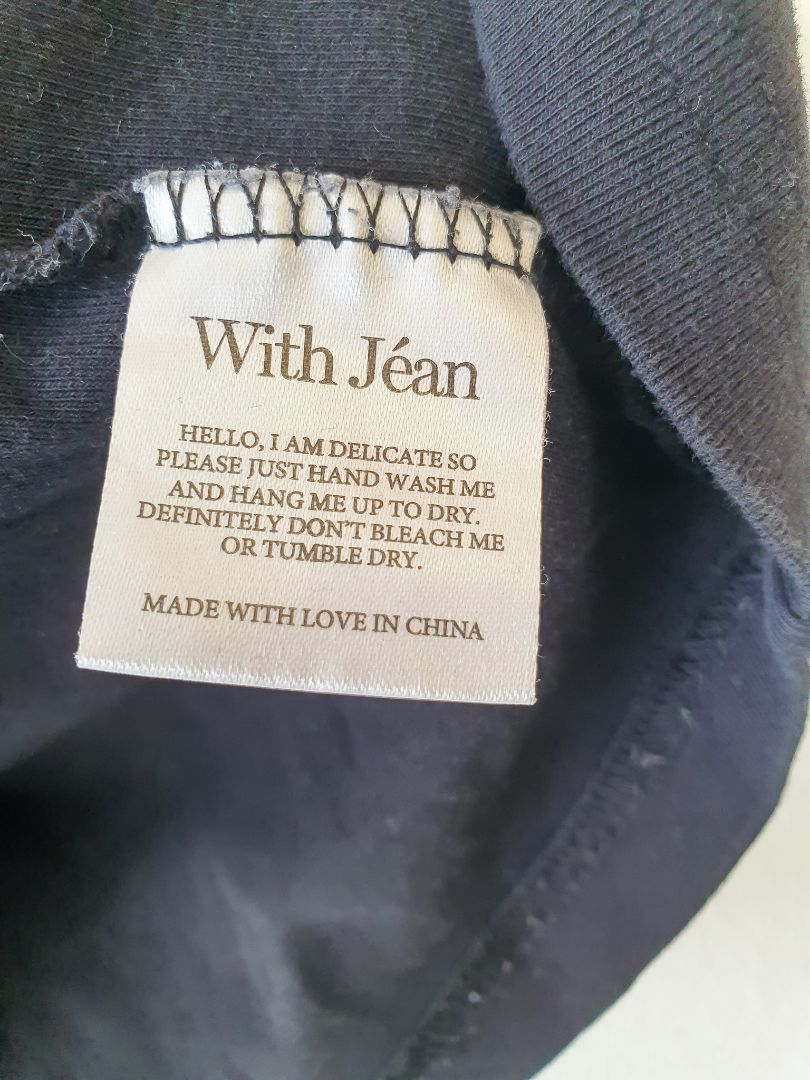 With Jéan
HELLO, I AM DELICATE SO
PLEASE JUST HAND WASH ME
AND HANG ME UP TO DRY.
DEFINITELY DON'T BLEACH ME
OR TUMBLE DRY.
MADE WITH LOVE IN CHINA